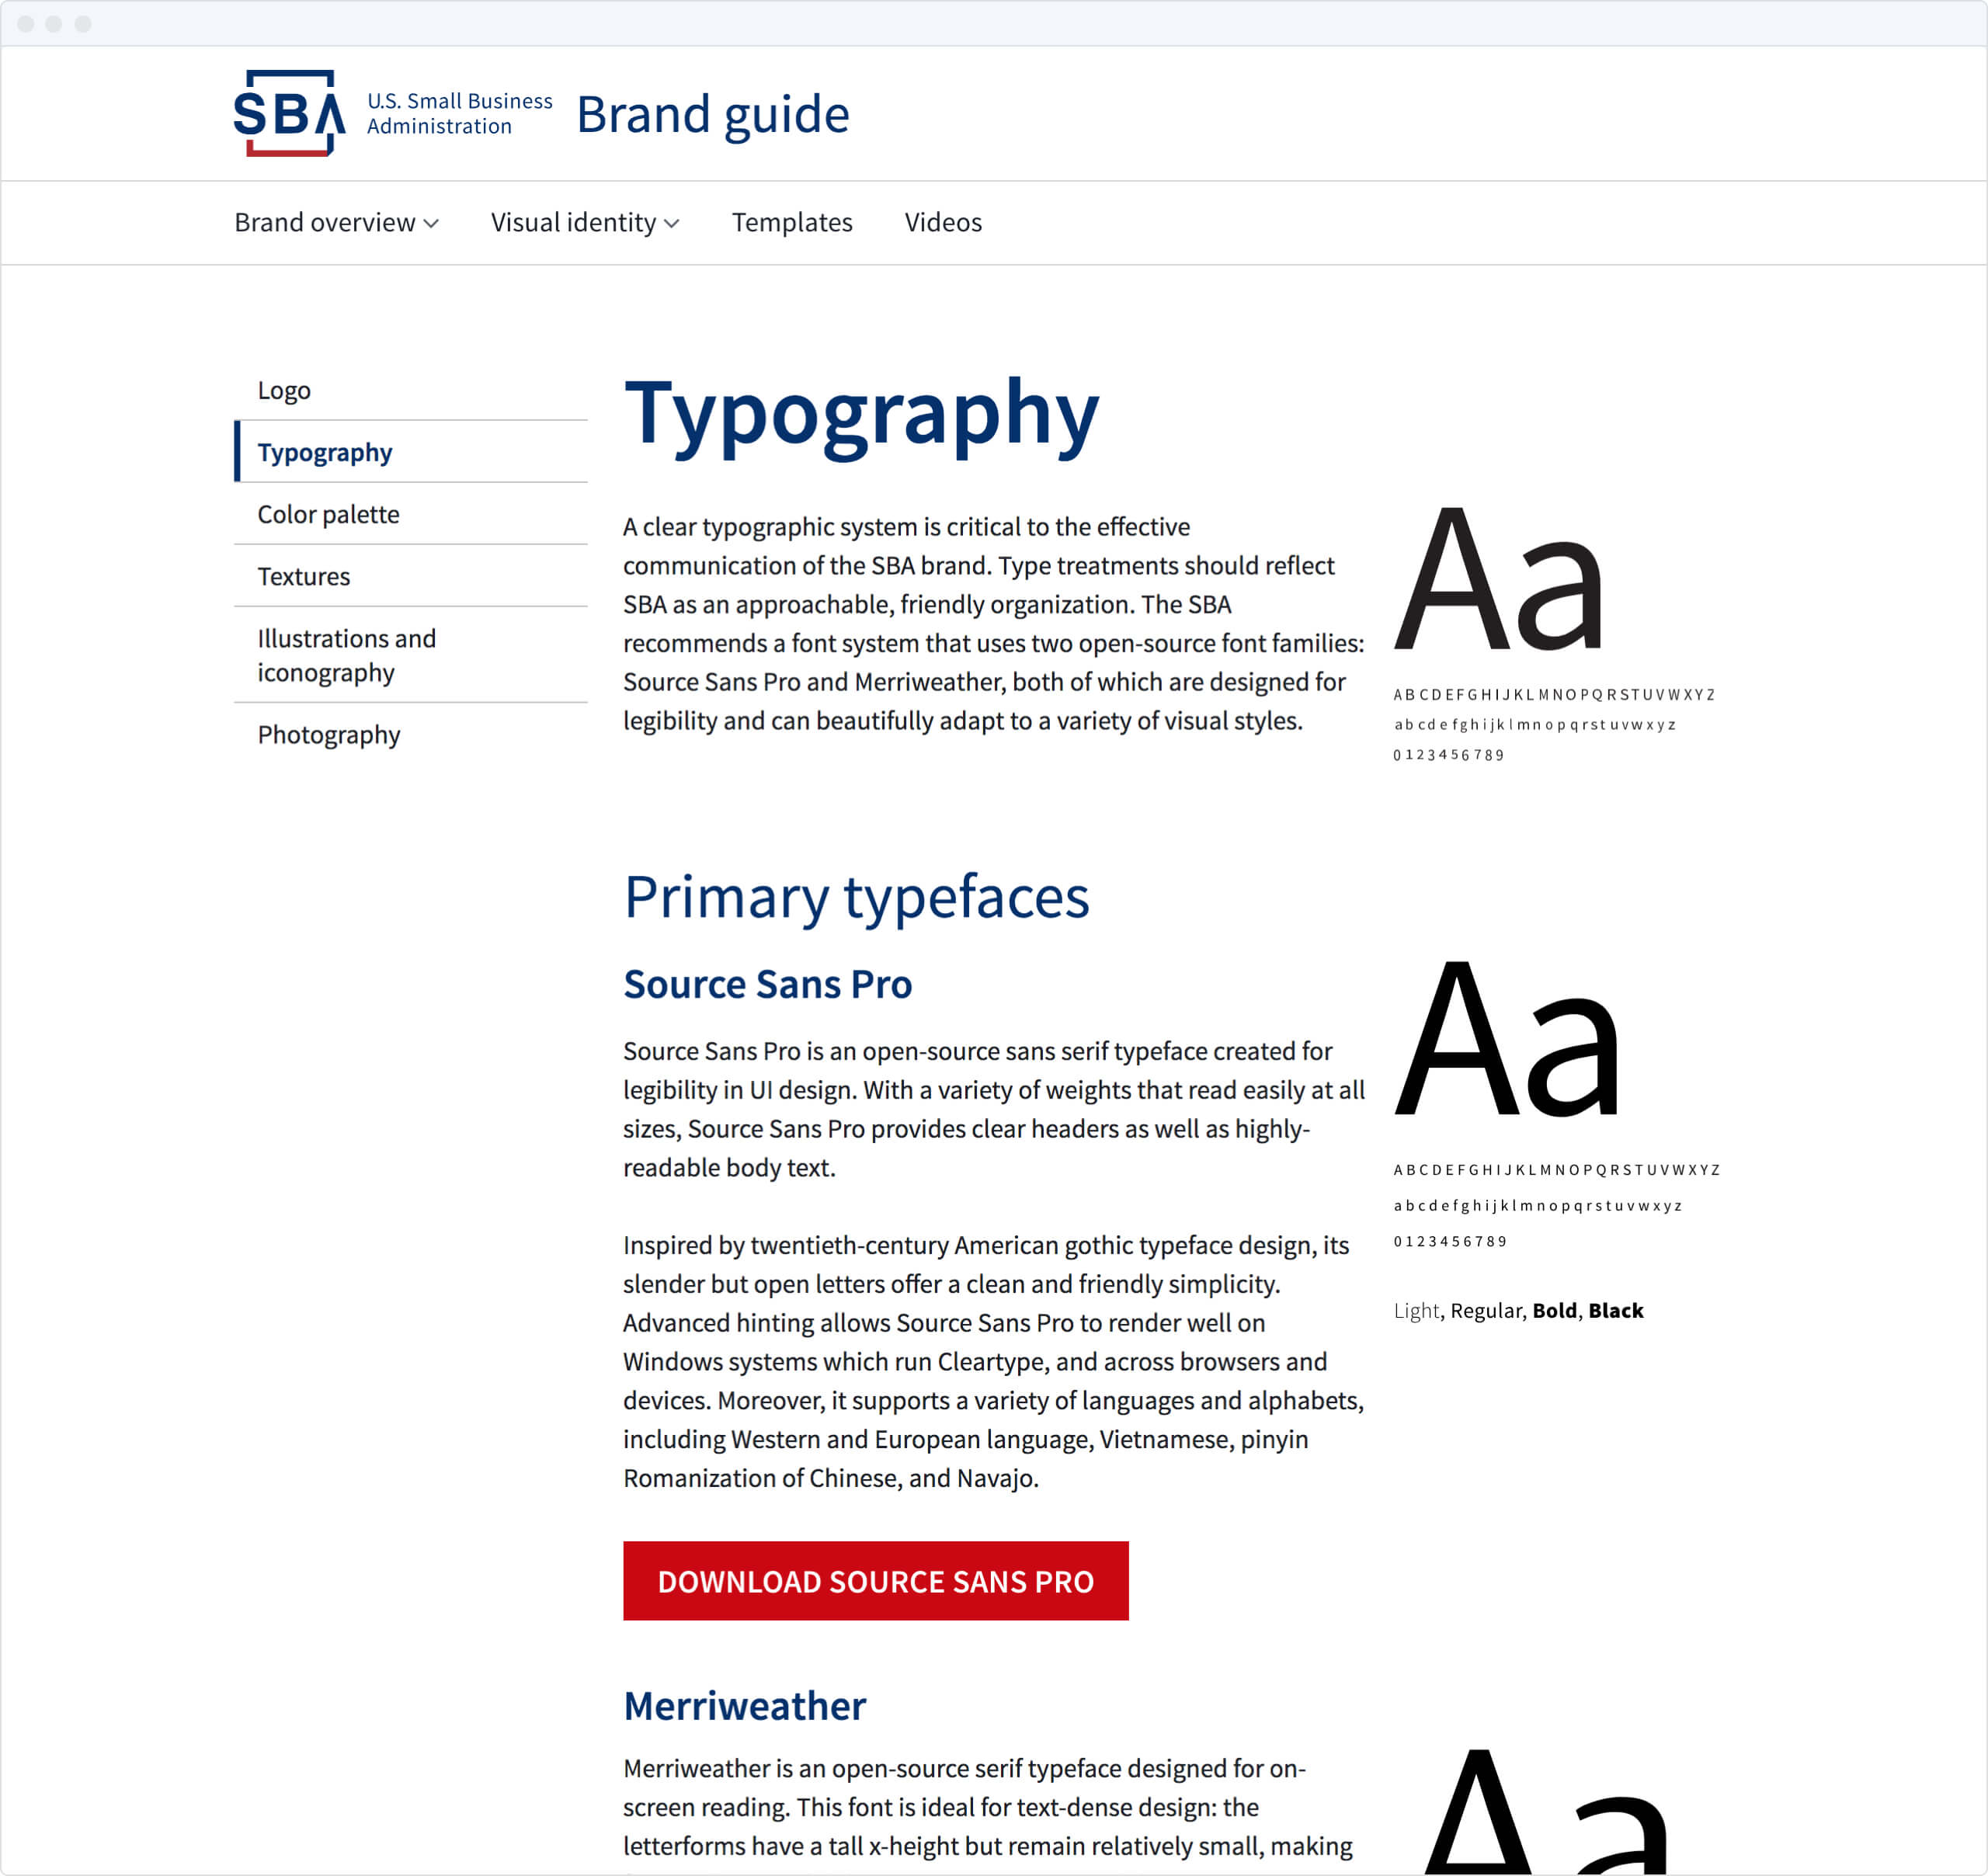 SBA
U.S. Small Business
Administration
Brand guide
Brand overview
Visual identity
Templates
Videos
Logo
Typography
Color palette
Textures
Illustrations and
iconography
Photography
Typography
A clear typographic system is critical to the effective
communication of the SBA brand. Type treatments should reflect
SBA as an approachable, friendly organization. The SBA
recommends a font system that uses two open-source font families:
Source Sans Pro and Merriweather, both of which are designed for
legibility and can beautifully adapt to a variety of visual styles.
Aa
A B C D E F G H I J K L M N O P Q R S T U V W X Y Z
a b c d e f g h i j k l m n o p q r s t u v w x y z
0 1 2 3 4 5 6 7 8 9
Primary typefaces
Source Sans Pro
Source Sans Pro is an open-source sans serif typeface created for
legibility in UI design. With a variety of weights that read easily at all
sizes, Source Sans Pro provides clear headers as well as highly-
readable body text.
Inspired by twentieth-century American gothic typeface design, its
slender but open letters offer a clean and friendly simplicity.
Advanced hinting allows Source Sans Pro to render well on
Windows systems which run Cleartype, and across browsers and
devices. Moreover, it supports a variety of languages and alphabets,
including Western and European language, Vietnamese, pinyin
Romanization of Chinese, and Navajo.
Aa
A B C D E F G H I J K L M N O P Q R S T U V W X Y Z
a b c d e f g h i j k l m n o p q r s t u v w x y z
0 1 2 3 4 5 6 7 8 9
Light, Regular, Bold, Black
DOWNLOAD SOURCE SANS PRO
Merriweather
Merriweather is an open-source serif typeface designed for on-
screen reading. This font is ideal for text-dense design: the
letterforms have a tall x-height but remain relatively small, making
Aa